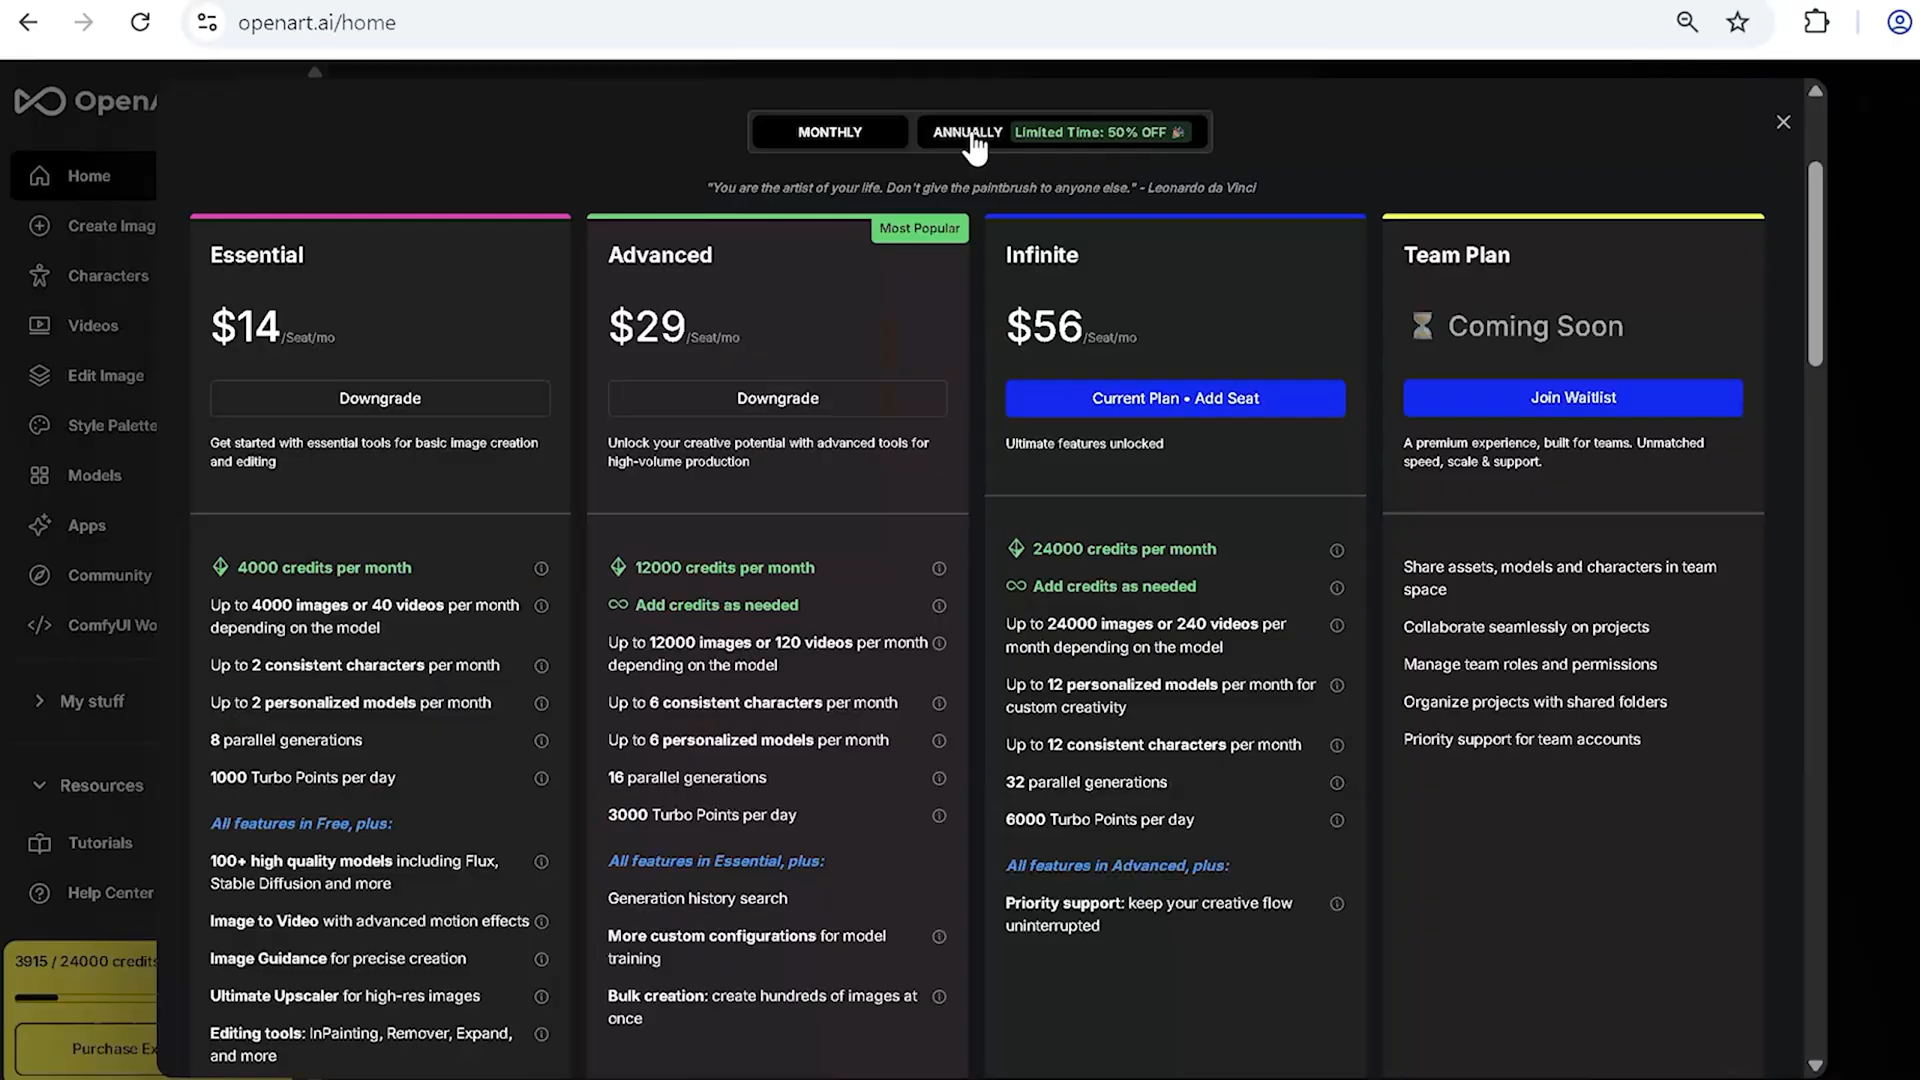 openart.ai/home
OpenA
Home
Create Imag
Characters
Videos
Edit Image
Style Palette
Models
Apps
Community
ComfyUI Wo
My stuff
Resources
Tutorials
Help Center
3915 / 24000 credits
Purchase Ex
MONTHLY
ANNUALLY Limited Time: 50% OFF 🎉
"You are the artist of your life. Don't give the paintbrush to anyone else." - Leonardo da Vinci
Essential
$14/Seat/mo
Downgrade
Get started with essential tools for basic image creation
and editing
4000 credits per month
Up to 4000 images or 40 videos per month
depending on the model
Up to 2 consistent characters per month
Up to 2 personalized models per month
8 parallel generations
1000 Turbo Points per day
All features in Free, plus:
100+ high quality models including Flux,
Stable Diffusion and more
Image to Video with advanced motion effects
Image Guidance for precise creation
Ultimate Upscaler for high-res images
Editing tools: InPainting, Remover, Expand,
and more
Most Popular
Advanced
$29/Seat/mo
Downgrade
Unlock your creative potential with advanced tools for
high-volume production
12000 credits per month
Add credits as needed
Up to 12000 images or 120 videos per month
depending on the model
Up to 6 consistent characters per month
Up to 6 personalized models per month
16 parallel generations
3000 Turbo Points per day
All features in Essential, plus:
Generation history search
More custom configurations for model
training
Bulk creation: create hundreds of images at
once
Infinite
$56/Seat/mo
Current Plan • Add Seat
Ultimate features unlocked
24000 credits per month
Add credits as needed
Up to 24000 images or 240 videos per
month depending on the model
Up to 12 personalized models per month for
custom creativity
Up to 12 consistent characters per month
32 parallel generations
6000 Turbo Points per day
All features in Advanced, plus:
Priority support: keep your creative flow
uninterrupted
Team Plan
⏳ Coming Soon
Join Waitlist
A premium experience, built for teams. Unmatched
speed, scale & support.
Share assets, models and characters in team
space
Collaborate seamlessly on projects
Manage team roles and permissions
Organize projects with shared folders
Priority support for team accounts